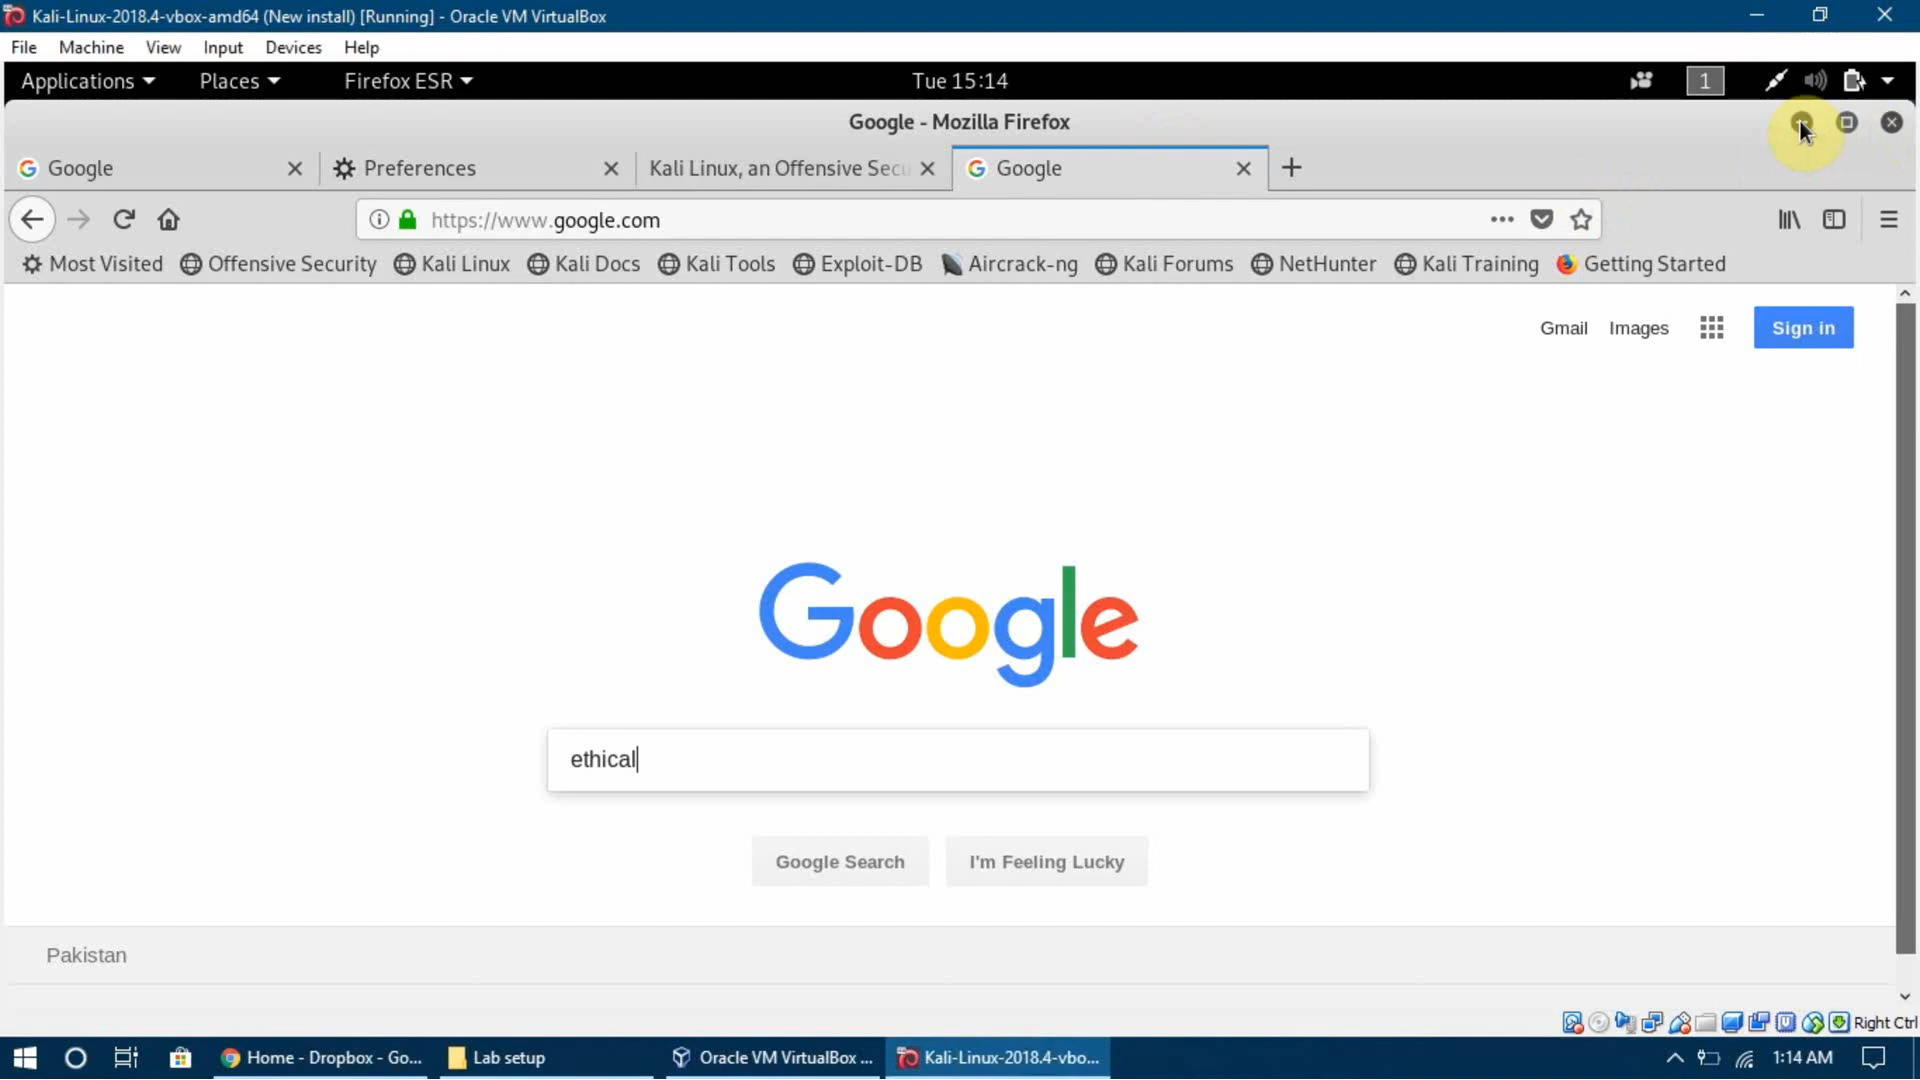 Kali-Linux-2018.4-vbox-amd64 (New install) [Running] - Oracle VM VirtualBox
File Machine View Input Devices Help
Applications Places Firefox ESR Tue 15:14 1
Google - Mozilla Firefox
Google Preferences Kali Linux, an Offensive Secu Google
https://www.google.com
Most Visited Offensive Security Kali Linux Kali Docs Kali Tools Exploit-DB Aircrack-ng Kali Forums NetHunter Kali Training Getting Started
Gmail Images Sign in
Google
ethical
Google Search I'm Feeling Lucky
Pakistan
Right Ctrl
Home - Dropbox - Go... Lab setup Oracle VM VirtualBox ... Kali-Linux-2018.4-vbo... 1:14 AM